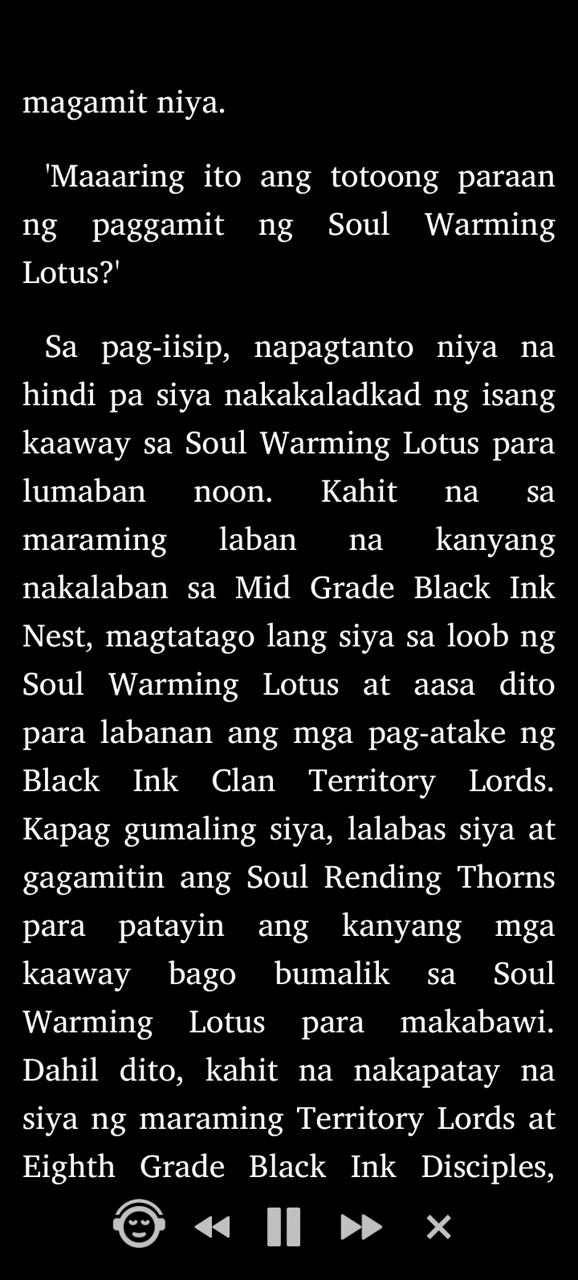 magamit niya.
'Maaaring ito ang totoong paraan
ng paggamit ng Soul Warming
Lotus?'
Sa pag-iisip, napagtanto niya na
hindi pa siya nakakaladkad ng isang
kaaway sa Soul Warming Lotus para
lumaban noon. Kahit na sa
maraming laban na kanyang
nakalaban sa Mid Grade Black Ink
Nest, magtatago lang siya sa loob ng
Soul Warming Lotus at aasa dito
para labanan ang mga pag-atake ng
Black Ink Clan Territory Lords.
Kapag gumaling siya, lalabas siya at
gagamitin ang Soul Rending Thorns
para patayin ang kanyang mga
kaaway bago bumalik sa Soul
Warming Lotus para makabawi.
Dahil dito, kahit na nakapatay na
siya ng maraming Territory Lords at
Eighth Grade Black Ink Disciples,